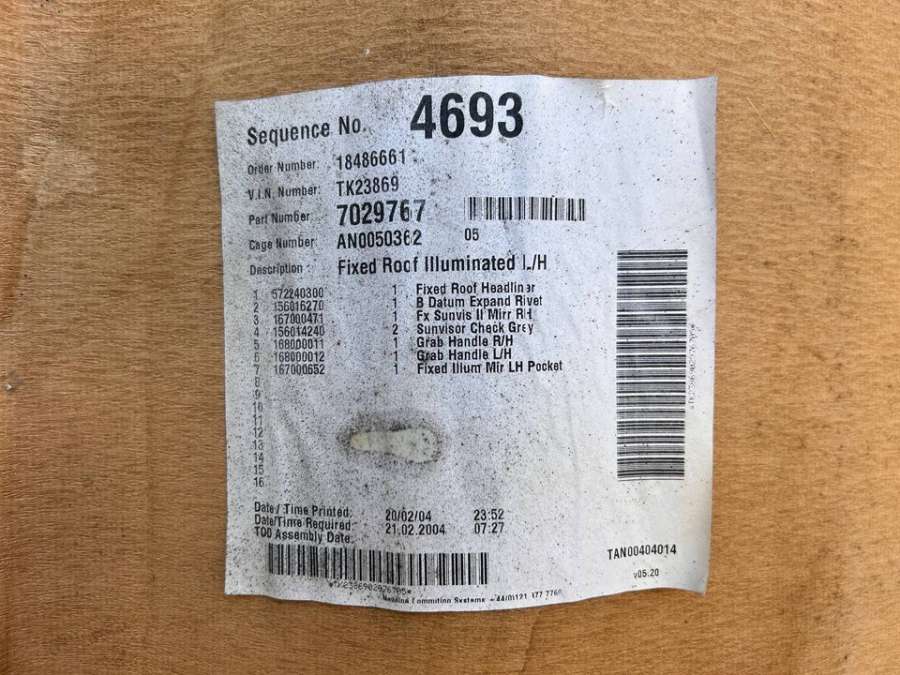 Sequence No. 4693
Order Number: 18486661
V.I.N. Number: TK23869
Part Number 7029767
Cage Number: AN0050362 05
Description : Fixed Roof Illuminated L/H
1 572240300 1 Fixed Roof Headliner
2 156016270 1 B Datum Expand Rivet
3 167000471 1 Fx Sunvis Il Mirr RH
4 156014240 2 Sunvisor Check Grey
5 168000011 1 Grab Handle R/H
6 168000012 1 Grab Handle L/H
7 167000652 1 Fixed Illum Mir LH Pocket
8
9
10
11
12
13
14
15
16
Date / Time Printed: 20/02/04 23:52
Date/Time Required: 21.02.2004 07:27
TOO Assembly Date:
TAN00404014
v05.20
Systems